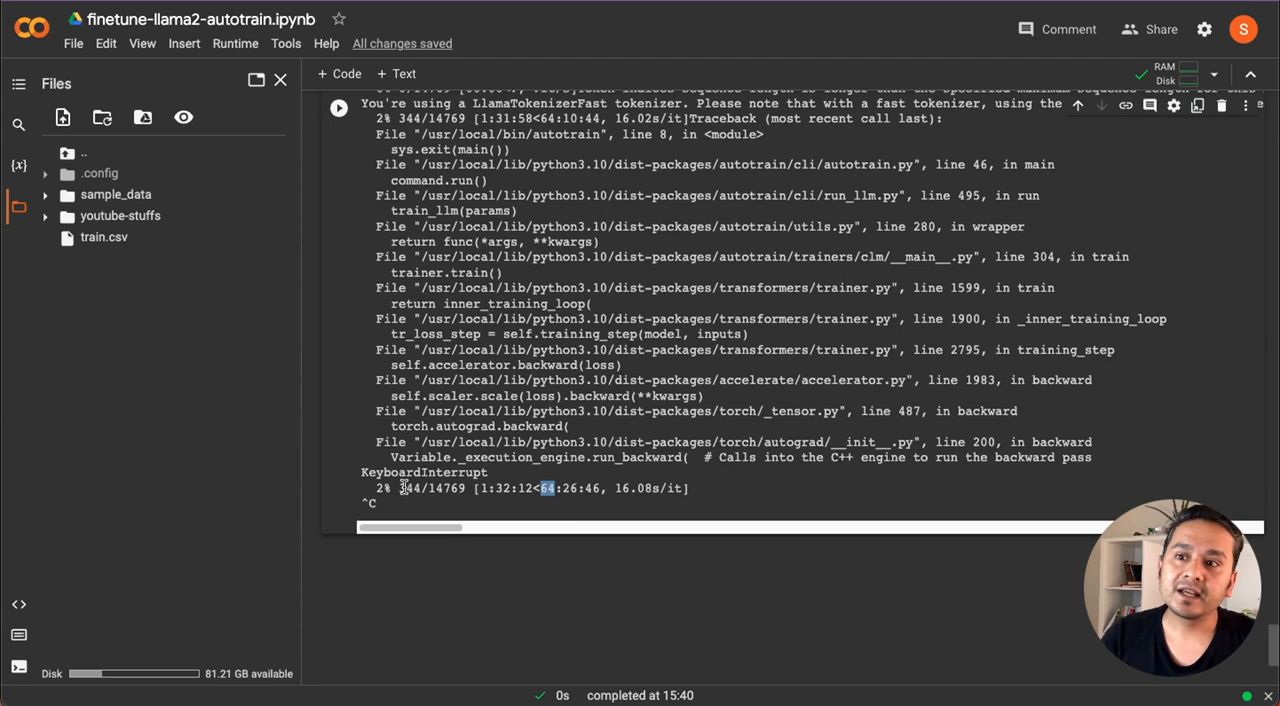 finetune-llama2-autotrain.ipynb
File Edit View Insert Runtime Tools Help All changes saved
Comment Share S
Files
+ Code + Text
RAM
Disk
You're using a LlamaTokenizerFast tokenizer. Please note that with a fast tokenizer, using the
2% 344/14769 [1:31:58<64:10:44, 16.02s/it]Traceback (most recent call last):
File "/usr/local/bin/autotrain", line 8, in <module>
sys.exit(main())
File "/usr/local/lib/python3.10/dist-packages/autotrain/cli/autotrain.py", line 46, in main
command.run()
File "/usr/local/lib/python3.10/dist-packages/autotrain/cli/run_llm.py", line 495, in run
train_llm(params)
File "/usr/local/lib/python3.10/dist-packages/autotrain/utils.py", line 280, in wrapper
return func(*args, **kwargs)
File "/usr/local/lib/python3.10/dist-packages/autotrain/trainers/clm/__main__.py", line 304, in train
trainer.train()
File "/usr/local/lib/python3.10/dist-packages/transformers/trainer.py", line 1599, in train
return inner_training_loop(
File "/usr/local/lib/python3.10/dist-packages/transformers/trainer.py", line 1900, in _inner_training_loop
tr_loss_step = self.training_step(model, inputs)
File "/usr/local/lib/python3.10/dist-packages/transformers/trainer.py", line 2795, in training_step
self.accelerator.backward(loss)
File "/usr/local/lib/python3.10/dist-packages/accelerate/accelerator.py", line 1983, in backward
self.scaler.scale(loss).backward(**kwargs)
File "/usr/local/lib/python3.10/dist-packages/torch/_tensor.py", line 487, in backward
torch.autograd.backward(
File "/usr/local/lib/python3.10/dist-packages/torch/autograd/__init__.py", line 200, in backward
Variable._execution_engine.run_backward( # Calls into the C++ engine to run the backward pass
KeyboardInterrupt
2% 344/14769 [1:32:12<64:26:46, 16.08s/it]
^C
..
.config
sample_data
youtube-stuffs
train.csv
{x}
Disk 81.21 GB available
0s completed at 15:40